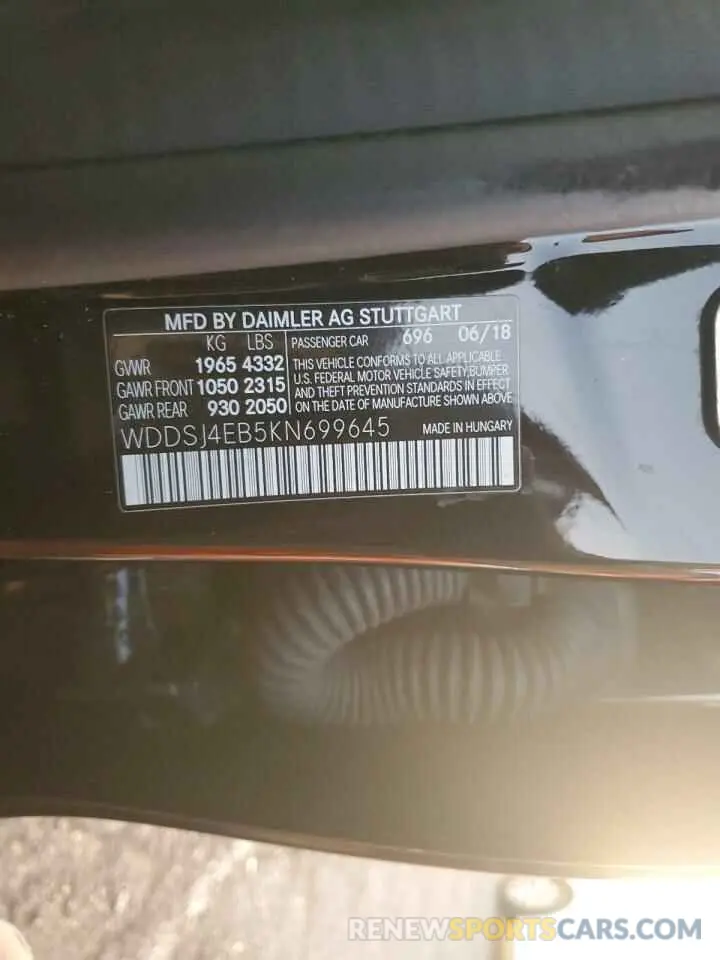 MFD BY DAIMLER AG STUTTGART
KG LBS PASSENGER CAR 696 06/18
GVWR 1965 4332
GAWR FRONT 1050 2315
GAWR REAR 930 2050
THIS VEHICLE CONFORMS TO ALL APPLICABLE
U.S. FEDERAL MOTOR VEHICLE SAFETY,BUMPER
AND THEFT PREVENTION STANDARDS IN EFFECT
ON THE DATE OF MANUFACTURE SHOWN ABOVE
WDDSJ4EB5KN699645 MADE IN HUNGARY
RENEWSPORTSCARS.COM